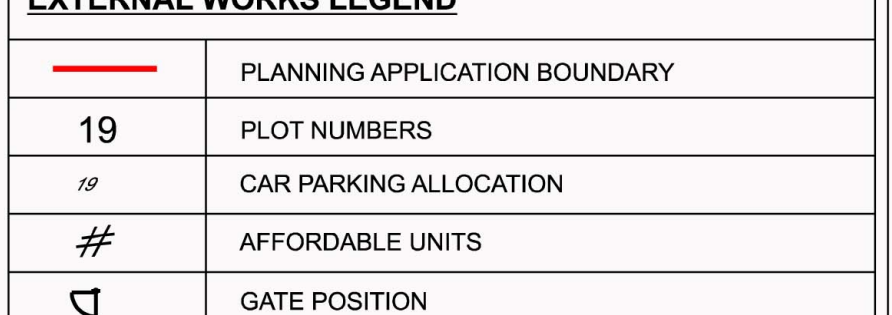 EXTERNAL WORKS LEGEND
PLANNING APPLICATION BOUNDARY
19 PLOT NUMBERS
19 CAR PARKING ALLOCATION
# AFFORDABLE UNITS
GATE POSITION